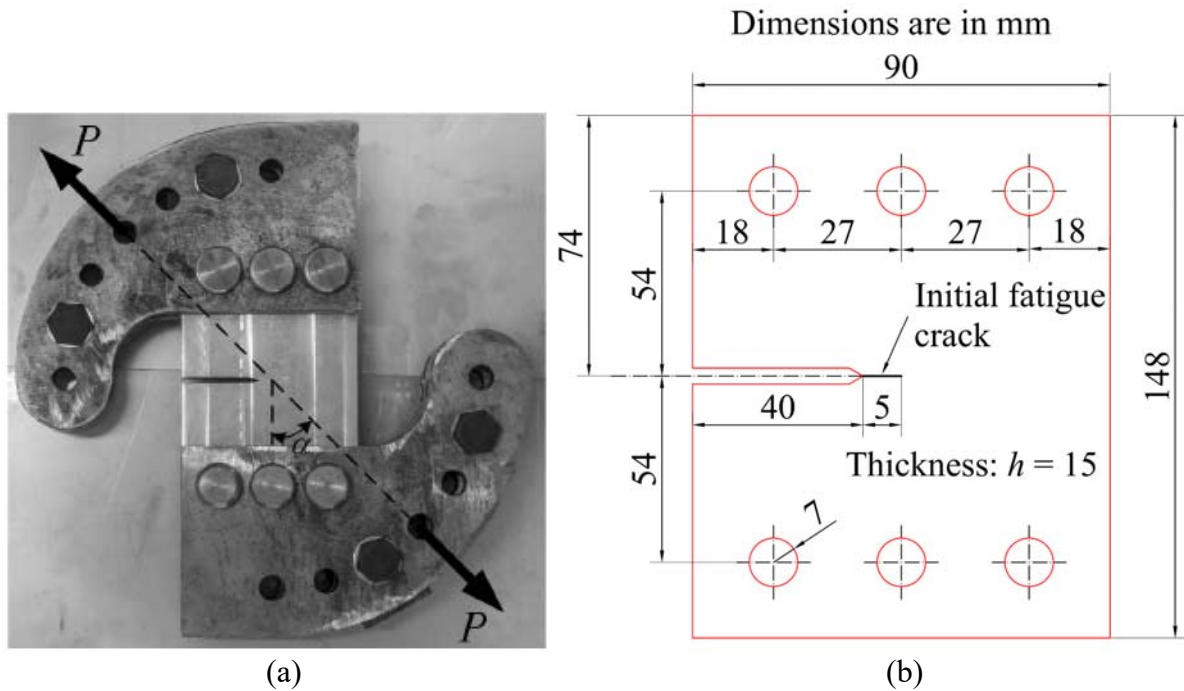 Dimensions are in mm
90
P
74
54
18
27
27
18
Initial fatigue
crack
148
40
5
α
54
Thickness: h = 15
7
P
(a)
(b)